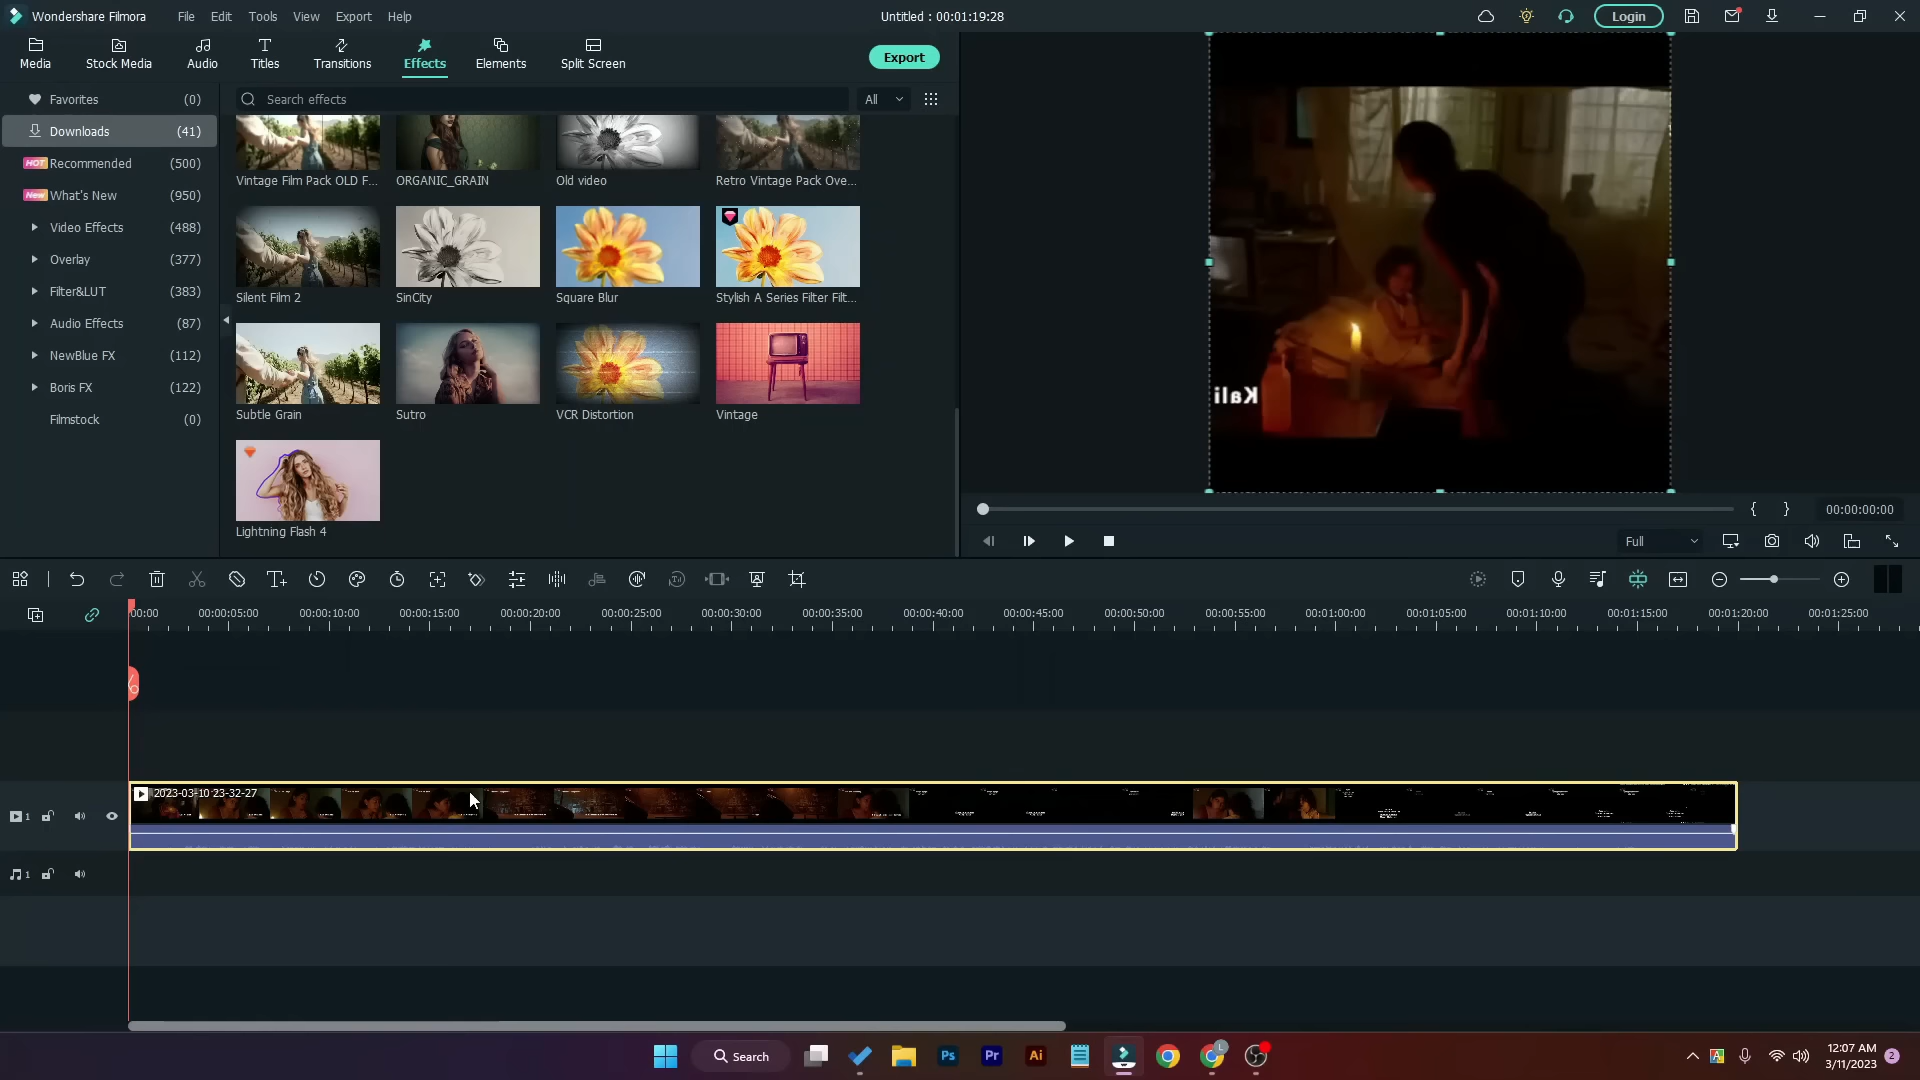 Wondershare Filmora
File
Edit
Tools
View
Export
Help
Untitled : 00:01:19:28
Login
Media
Stock Media
Audio
Titles
Transitions
Effects
Elements
Split Screen
Export
Favorites (0)
Downloads (41)
HOT Recommended (500)
New What's New (950)
Video Effects (488)
Overlay (377)
Filter&LUT (383)
Audio Effects (87)
NewBlue FX (112)
Boris FX (122)
Filmstock (0)
Search effects
All
Vintage Film Pack OLD F...
ORGANIC_GRAIN
Old video
Retro Vintage Pack Ove...
Silent Film 2
SinCity
Square Blur
Stylish A Series Filter Filt...
Subtle Grain
Sutro
VCR Distortion
Vintage
Lightning Flash 4
Kali
{ }
00:00:00:00
Full
00:00
00:00:05:00
00:00:10:00
00:00:15:00
00:00:20:00
00:00:25:00
00:00:30:00
00:00:35:00
00:00:40:00
00:00:45:00
00:00:50:00
00:00:55:00
00:01:00:00
00:01:05:00
00:01:10:00
00:01:15:00
00:01:20:00
00:01:25:00
2023-03-10 23-32-27
1
1
Search
Ps
Pr
Ai
L
A
12:07 AM
3/11/2023
2